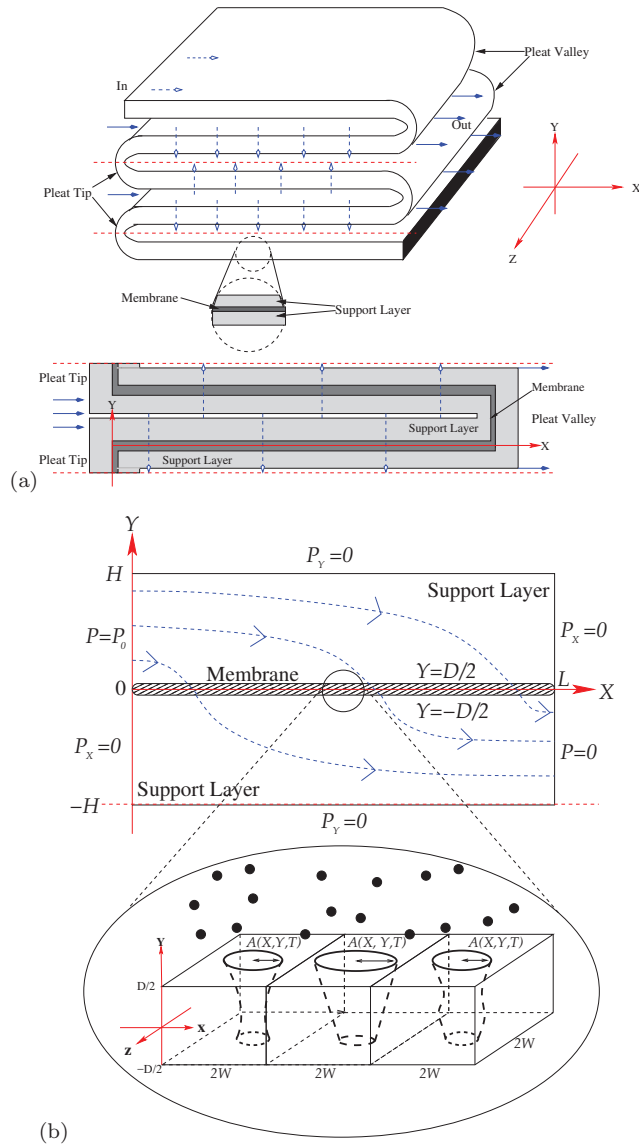 Pleat Valley
In
Out
Pleat Tip
Y
X
Z
Membrane
Support Layer
Pleat Tip
Membrane
Y
Support Layer
Pleat Valley
X
Pleat Tip
Support Layer
(a)
Y
P_Y=0
H
Support Layer
P=P_0
P_X=0
Membrane
Y=D/2
L
0
X
Y=-D/2
P_X=0
P=0
Support Layer
-H
P_Y=0
Y
A(X,Y,T)
A(X, Y,T)
A(X,Y,T)
D/2
x
z
2W
-D/2
2W
2W
2W
(b)